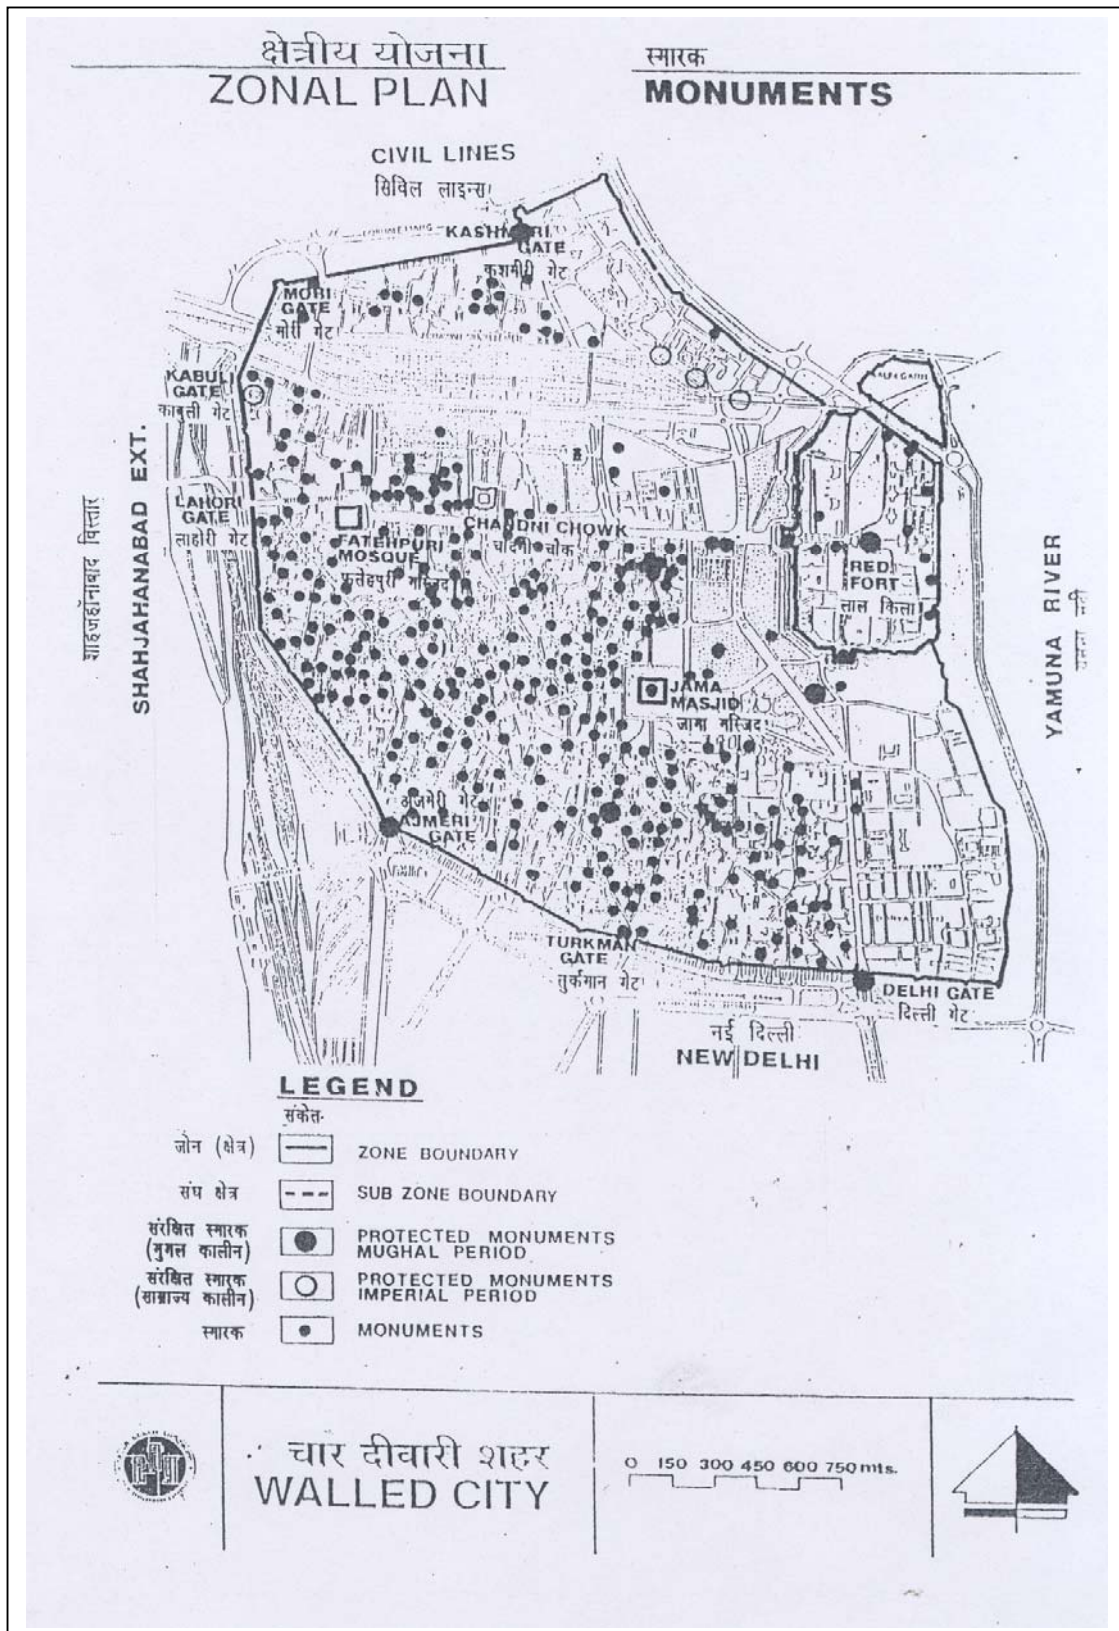 क्षेत्रीय योजना
ZONAL PLAN
स्मारक
MONUMENTS
CIVIL LINES
सिविल लाइन्स
KASHMERI
GATE
कशमीरी गेट
MORI
GATE
मोरी गेट
KABULI
GATE
काबुली गेट
LAHORI
GATE
लाहोरी गेट
SHAHJAHANABAD EXT.
शाहजहाँनाबाद विस्तार
FATEHPURI
MOSQUE
फतेहपुरी मस्जिद
CHANDNI CHOWK
चांदनी चौक
RED
FORT
लाल किला
YAMUNA RIVER
JAMA
MASJID
जामा मस्जिद
अजमेरी गेट
AJMERI
GATE
TURKMAN
GATE
तुर्कमान गेट
DELHI GATE
दिल्ली गेट
नई दिल्ली
NEW DELHI
LEGEND
संकेत
जोन (क्षेत्र)
ZONE BOUNDARY
संघ क्षेत्र
SUB ZONE BOUNDARY
संरक्षित स्मारक
(मुगल कालीन)
PROTECTED MONUMENTS
MUGHAL PERIOD
संरक्षित स्मारक
(साम्राज्य कालीन)
PROTECTED MONUMENTS
IMPERIAL PERIOD
स्मारक
MONUMENTS
चार दीवारी शहर
WALLED CITY
0 150 300 450 600 750 mts.